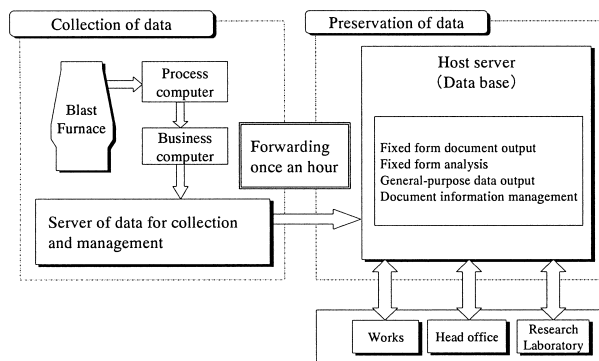 Collection of data
Preservation of data
Blast
Furnace
Process
computer
Business
computer
Forwarding
once an hour
Server of data for collection
and management
Host server
(Data base)
Fixed form document output
Fixed form analysis
General-purpose data output
Document information management
Works
Head office
Research
Laboratory